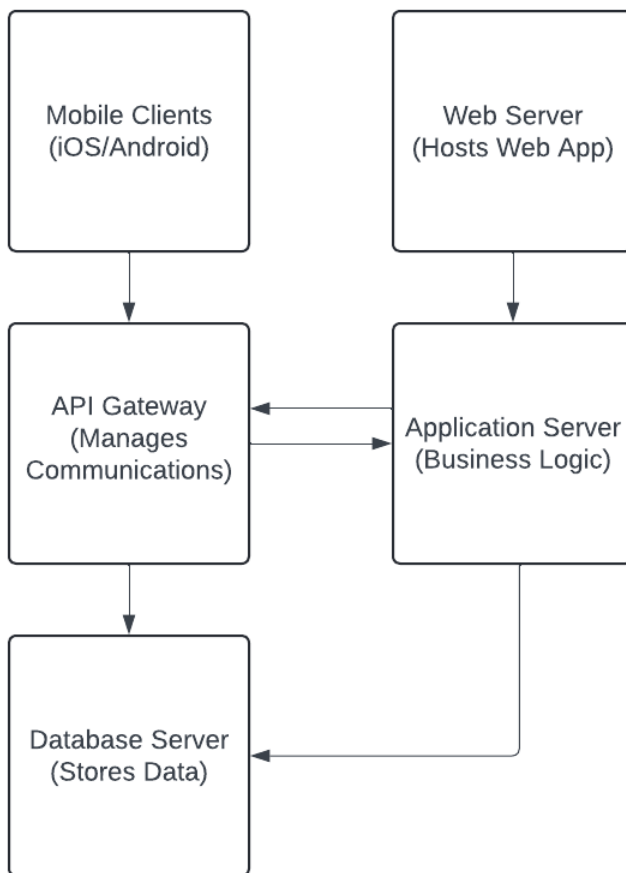 Mobile Clients
(iOS/Android)
Web Server
(Hosts Web App)
API Gateway
(Manages
Communications)
Application Server
(Business Logic)
Database Server
(Stores Data)